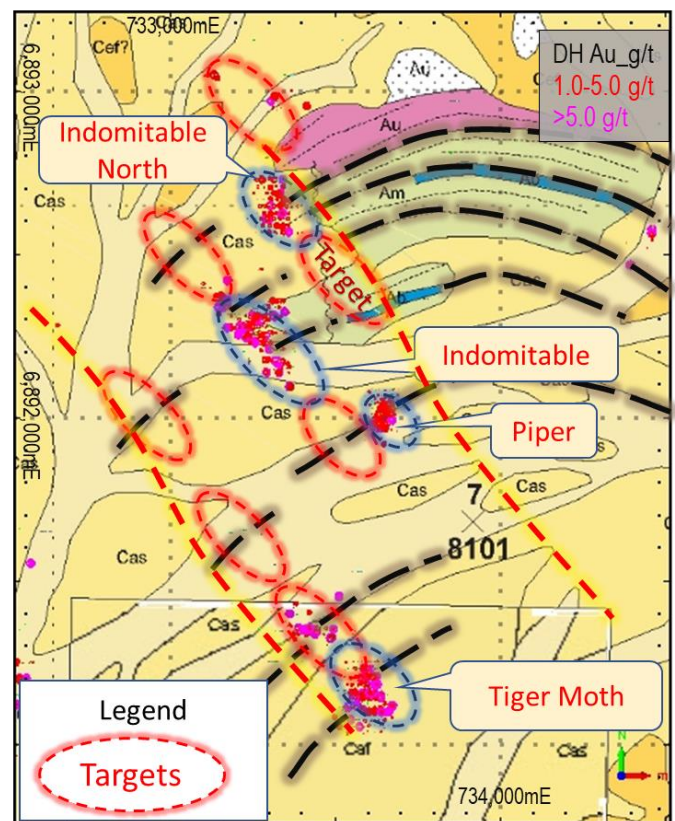 733,000mE
Cef?
6,893,000mE
DH Au_g/t
1.0-5.0 g/t
>5.0 g/t
Au
Au
Indomitable
North
Am
Cas
Cas
Target
Indomitable
6,892,000mE
Cas
Piper
Cas
Cas
7
8101
Cas
Cas
Tiger Moth
Legend
Targets
Caf
Cas
734,000mE
N